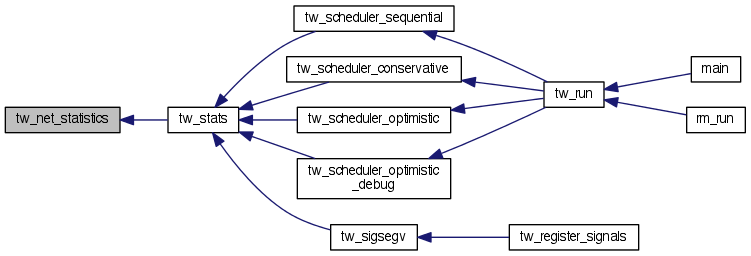 tw_scheduler_sequential
tw_scheduler_conservative
main
tw_run
tw_net_statistics
tw_stats
tw_scheduler_optimistic
rm_run
tw_scheduler_optimistic
_debug
tw_sigsegv
tw_register_signals